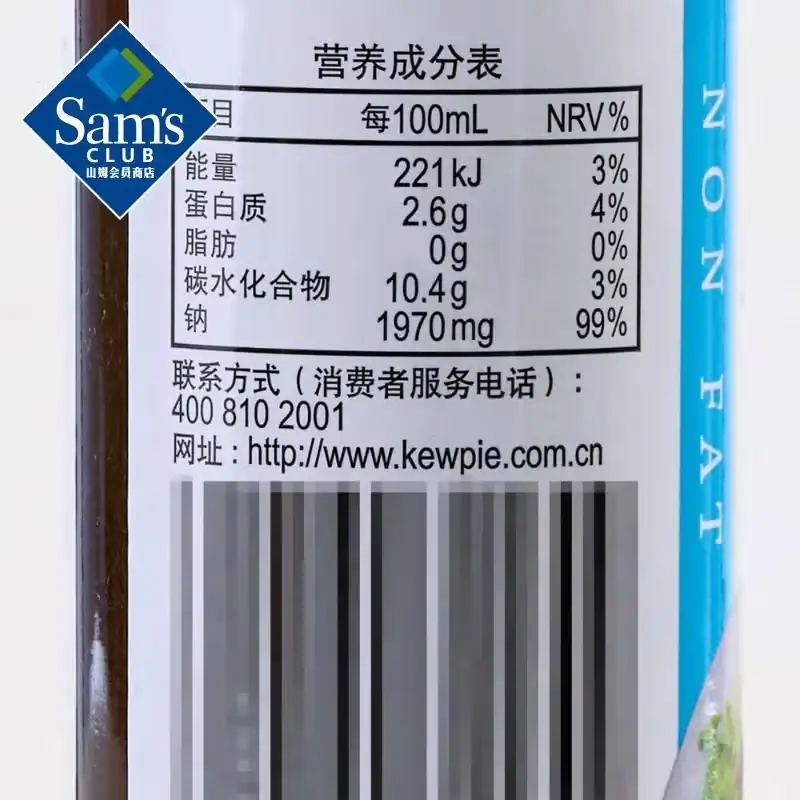 Sam's
CLUB
山姆会员商店
营养成分表
目 每100mL NRV%
能量 221kJ 3%
蛋白质 2.6g 4%
脂肪 0g 0%
碳水化合物 10.4g 3%
钠 1970mg 99%
联系方式（消费者服务电话）：
400 810 2001
网址：http://www.kewpie.com.cn
NON FAT